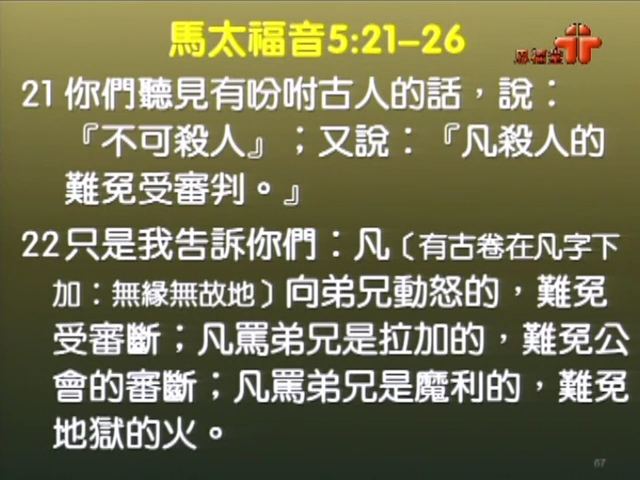 馬太福音5:21–26
恩福堂
21 你們聽見有吩咐古人的話，說：
『不可殺人』；又說：『凡殺人的
難免受審判。』
22 只是我告訴你們：凡〔有古卷在凡字下
加：無緣無故地〕向弟兄動怒的，難免
受審斷；凡罵弟兄是拉加的，難免公
會的審斷；凡罵弟兄是魔利的，難免
地獄的火。
67